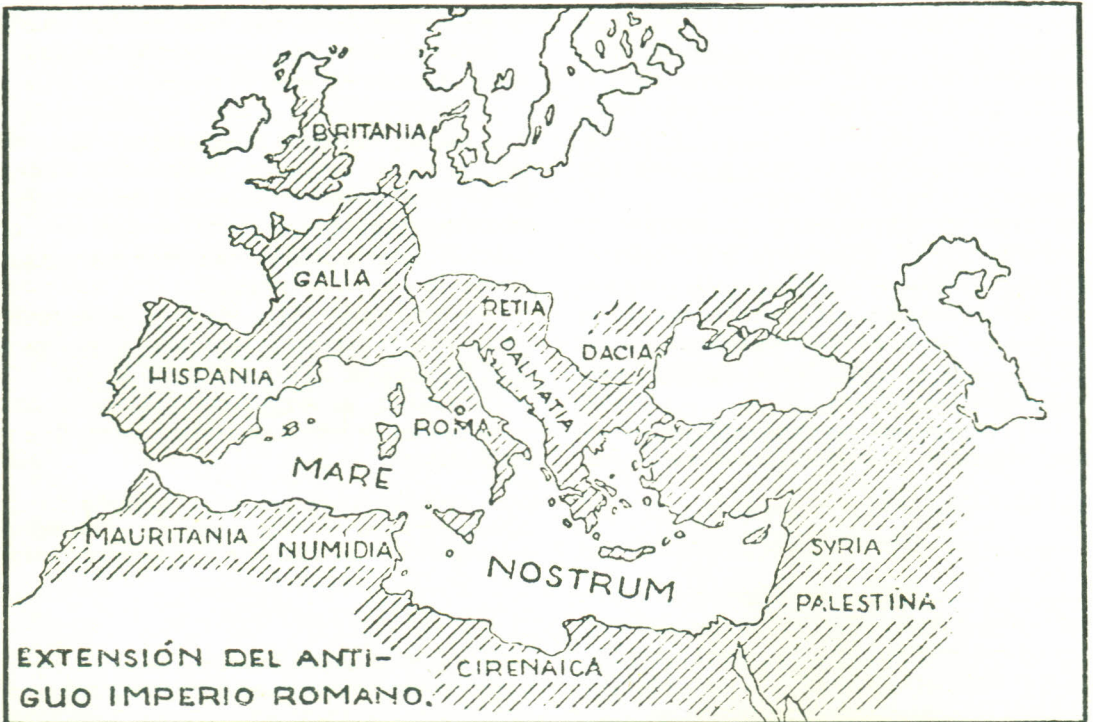 BRITANIA
GALIA
RETIA
DACIA
DALMATIA
HISPANIA
ROMA
MARE
MAURITANIA
NUMIDIA
NOSTRUM
SYRIA
PALESTINA
CIRENAICA
EXTENSIÓN DEL ANTI-
GUO IMPERIO ROMANO.